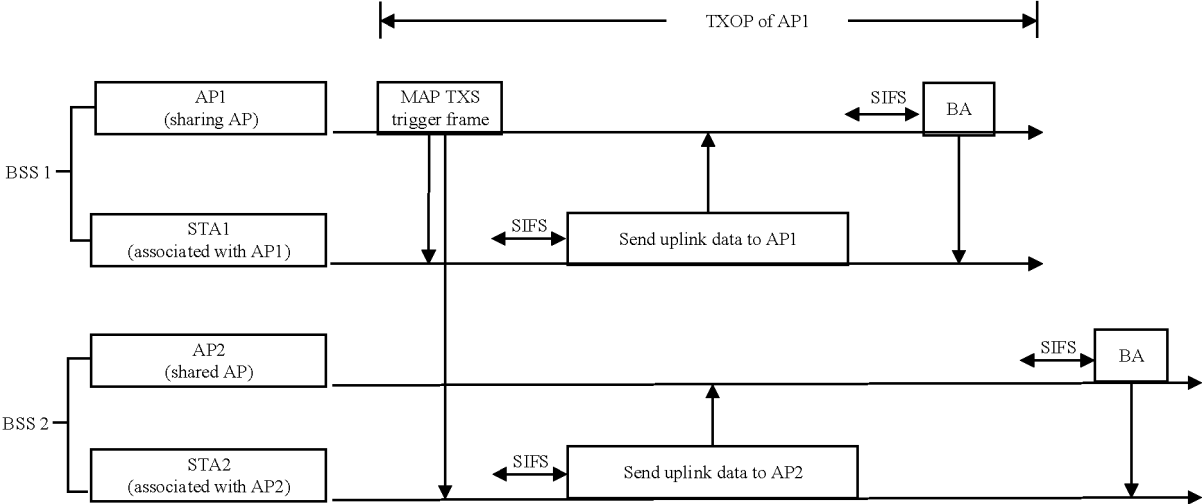 TXOP of AP1
AP1
(sharing AP)
MAP TXS
trigger frame
SIFS
BA
BSS 1
STA1
(associated with AP1)
SIFS
Send uplink data to AP1
AP2
(shared AP)
SIFS
BA
BSS 2
STA2
(associated with AP2)
SIFS
Send uplink data to AP2